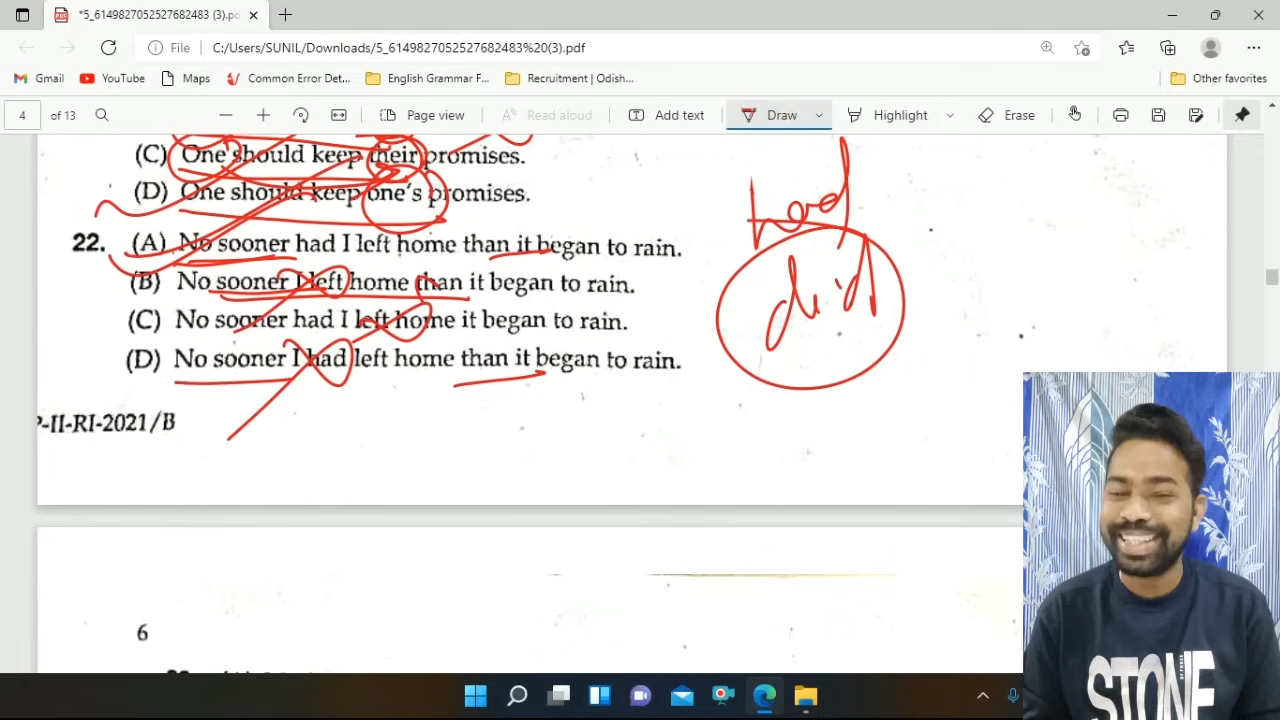 *5_6149827052527682483 (3).pd
File C:/Users/SUNIL/Downloads/5_6149827052527682483%20(3).pdf
Gmail YouTube Maps Common Error Det... English Grammar F... Recruitment | Odish... Other favorites
4 of 13 Page view Read aloud Add text Draw Highlight Erase
(C) One should keep their promises.
(D) One should keep one's promises.
22. (A) No sooner had I left home than it began to rain.
(B) No sooner I left home than it began to rain.
(C) No sooner had I left home it began to rain.
(D) No sooner I had left home than it began to rain.
had
did
P-II-RI-2021/B
6
STONE